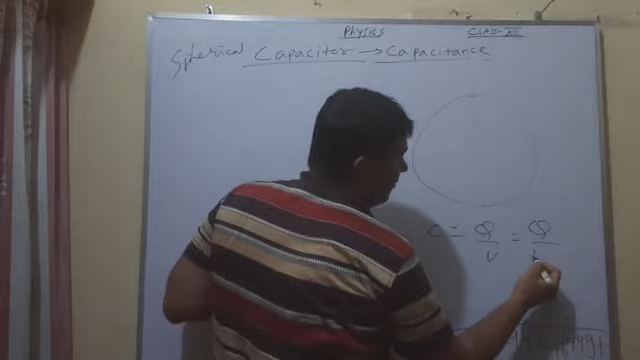 Physics CLASS-XII
Spherical Capacitor → Capacitance
C = Q/V = Q/